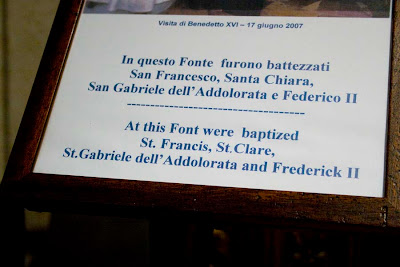 Visita di Benedetto XVI – 17 giugno 2007
In questo Fonte furono battezzati
San Francesco, Santa Chiara,
San Gabriele dell'Addolorata e Federico II
---------------------------------------
At this Font were baptized
St. Francis, St.Clare,
St.Gabriele dell'Addolorata and Frederick II